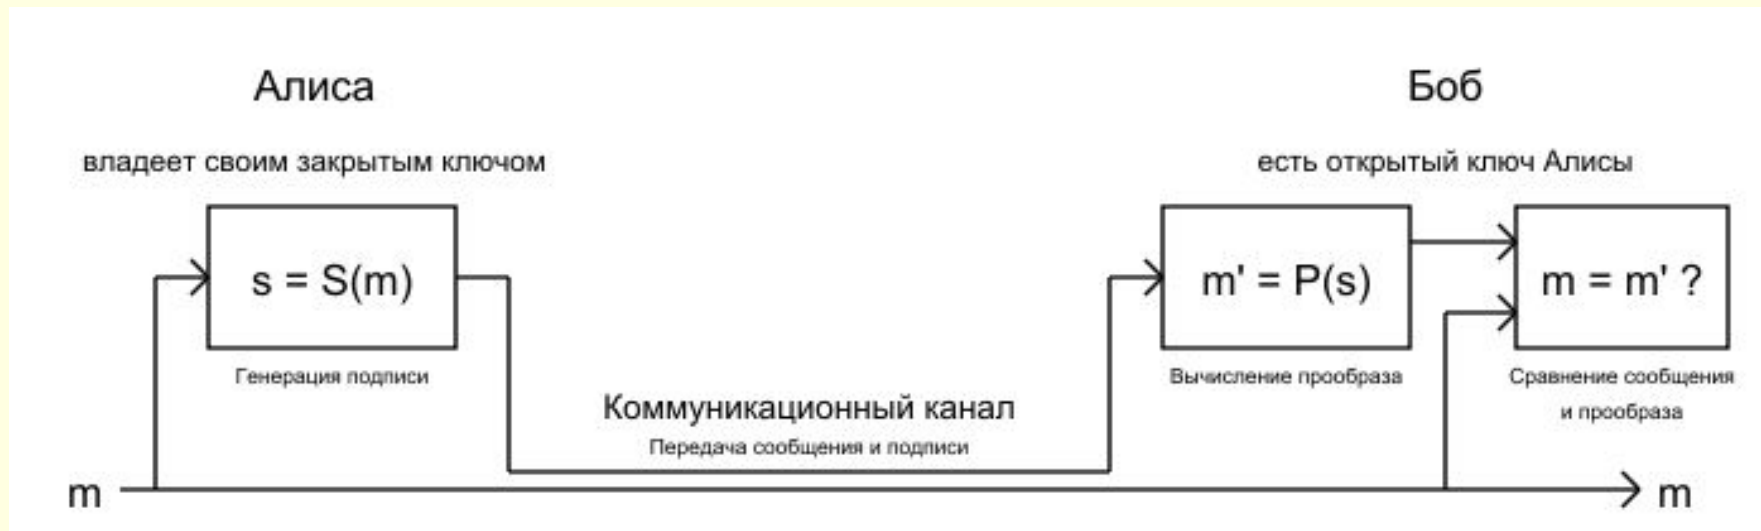 Алиса
владеет своим закрытым ключом
s = S(m)
Генерация подписи
Коммуникационный канал
Передача сообщения и подписи
Боб
есть открытый ключ Алисы
m' = P(s)
Вычисление прообраза
m = m' ?
Сравнение сообщения
и прообраза
m
m